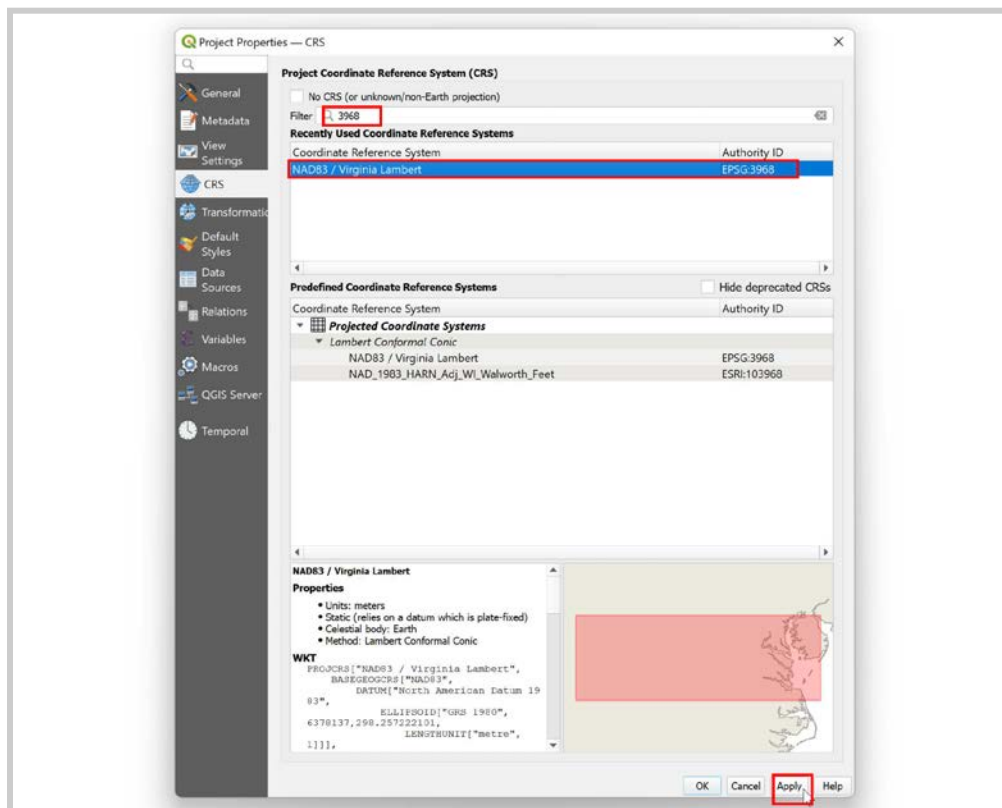 Project Properties — CRS
Project Coordinate Reference System (CRS)
General
Metadata
View
Settings
CRS
Default
Styles
Data
Sources
Relations
Variables
Macros
QGIS Server
Temporal
No CRS (or unknown/non-Earth projection)
Filter 3968
Recently Used Coordinate Reference Systems
Coordinate Reference System Authority ID
NAD83 / Virginia Lambert EPSG:3968
Predefined Coordinate Reference Systems Hide deprecated CRSs
Coordinate Reference System Authority ID
Projected Coordinate Systems
Lambert Conformal Conic
NAD83 / Virginia Lambert EPSG:3968
NAD_1983_HARN_Adj_WI_Walworth_Feet ESRI:103968
NAD83 / Virginia Lambert
Properties
• Units: meters
• Static (relies on a datum which is plate-fixed)
• Celestial body: Earth
• Method: Lambert Conformal Conic
WKT
PROJCRS["NAD83 / Virginia Lambert",
BASEGEOGCRS["NAD83",
DATUM["North American Datum 19
83",
ELLIPSOID["GRS 1980",
6378137,298.257222101,
LENGTHUNIT["metre",
1]]],
OK Cancel Apply Help